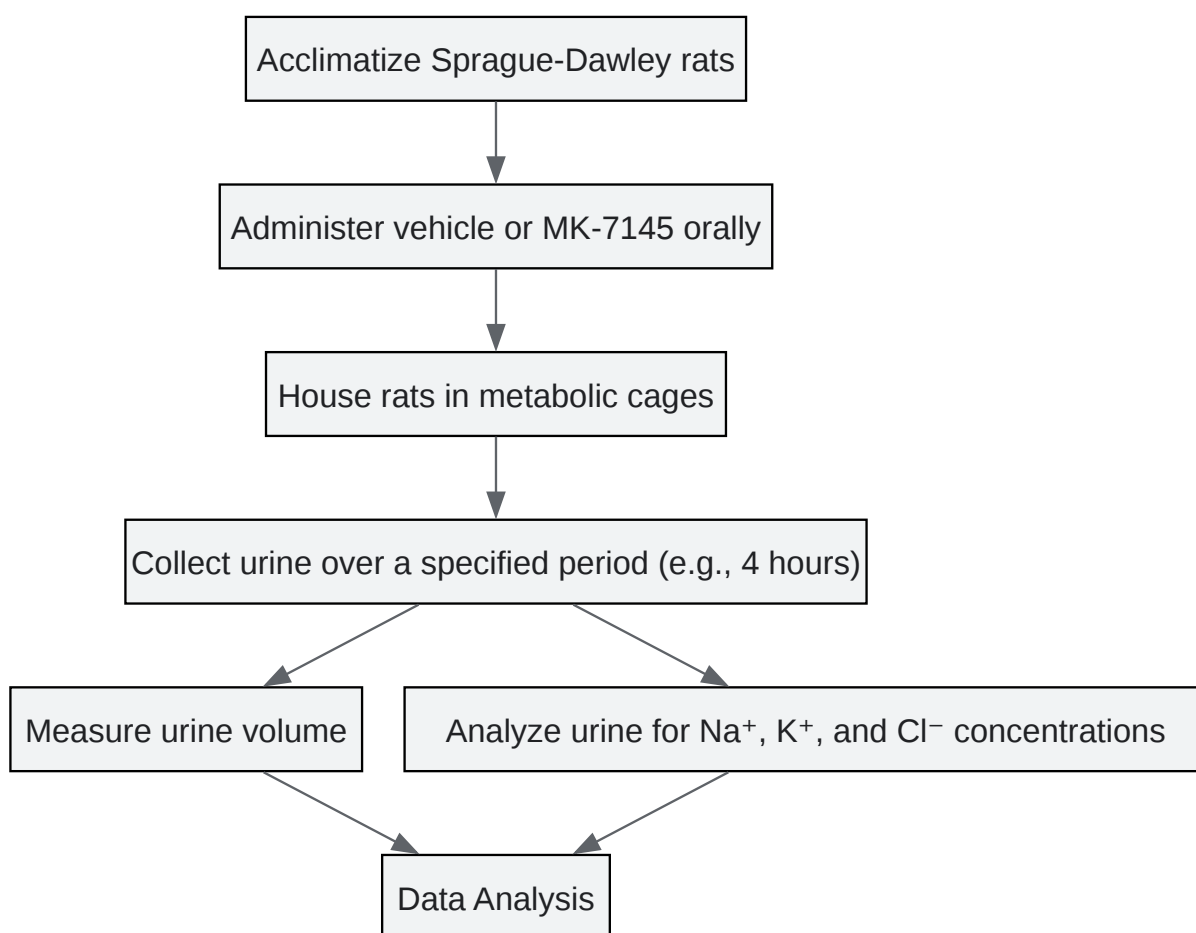 Acclimatize Sprague-Dawley rats
Administer vehicle or MK-7145 orally
House rats in metabolic cages
Collect urine over a specified period (e.g., 4 hours)
Measure urine volume
Analyze urine for Na⁺, K⁺, and Cl⁻ concentrations
Data Analysis